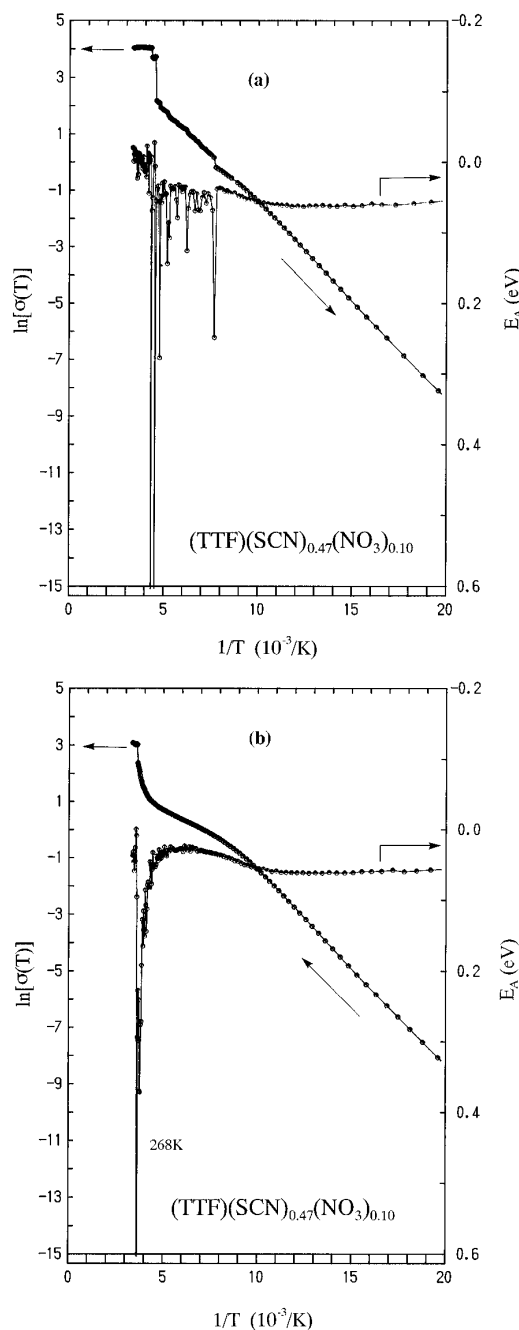 5
3
1
-1
-3
-5
-7
-9
-11
-13
-15
ln[σ(T)]
(a)
-0.2
0.0
0.2
0.4
0.6
E_A (eV)
(TTF)(SCN)0.47(NO3)0.10
0 5 10 15 20
1/T (10^-3/K)
5
3
1
-1
-3
-5
-7
-9
-11
-13
-15
ln[σ(T)]
(b)
-0.2
0.0
0.2
0.4
0.6
E_A (eV)
268K
(TTF)(SCN)0.47(NO3)0.10
0 5 10 15 20
1/T (10^-3/K)